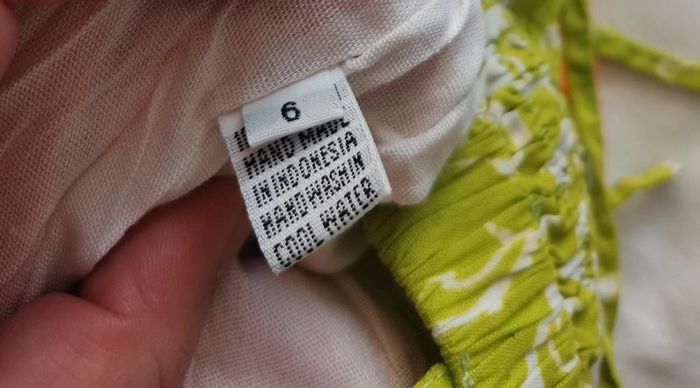 6
HAND MADE
IN INDONESIA
HANDWASH IN
COOL WATER